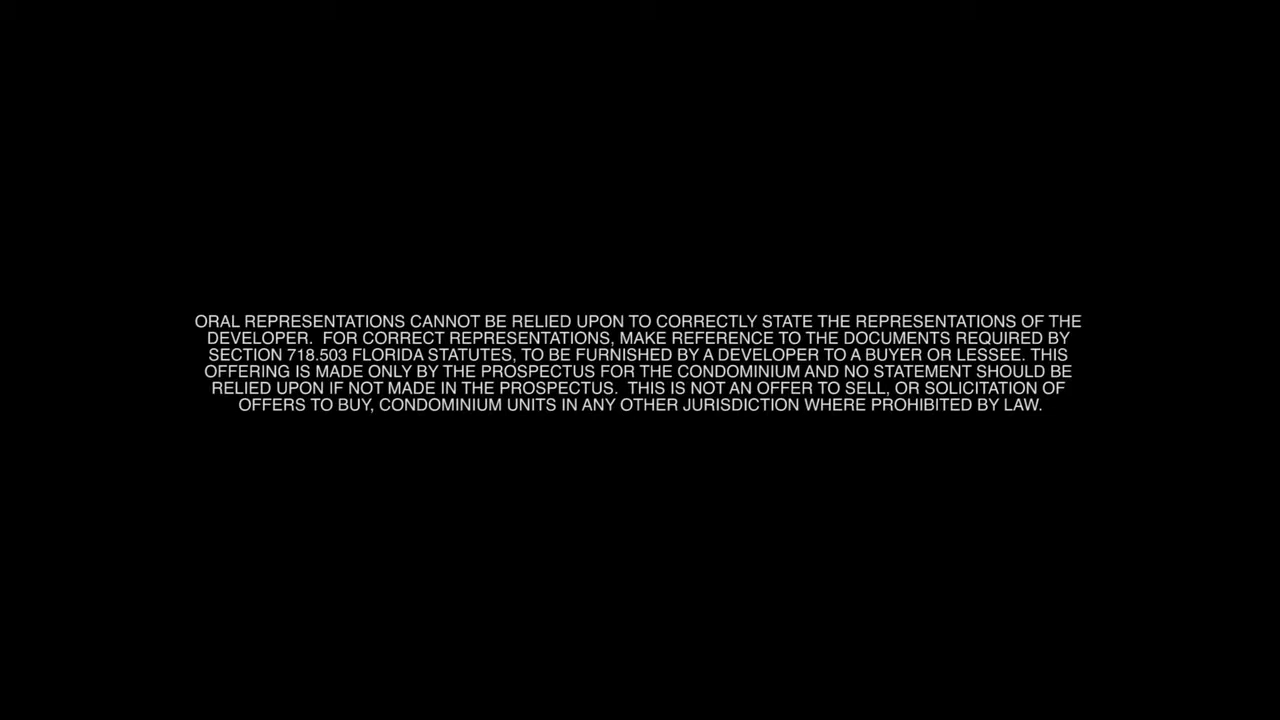 ORAL REPRESENTATIONS CANNOT BE RELIED UPON TO CORRECTLY STATE THE REPRESENTATIONS OF THE
DEVELOPER.  FOR CORRECT REPRESENTATIONS, MAKE REFERENCE TO THE DOCUMENTS REQUIRED BY
SECTION 718.503 FLORIDA STATUTES, TO BE FURNISHED BY A DEVELOPER TO A BUYER OR LESSEE. THIS
OFFERING IS MADE ONLY BY THE PROSPECTUS FOR THE CONDOMINIUM AND NO STATEMENT SHOULD BE
RELIED UPON IF NOT MADE IN THE PROSPECTUS.  THIS IS NOT AN OFFER TO SELL, OR SOLICITATION OF
OFFERS TO BUY, CONDOMINIUM UNITS IN ANY OTHER JURISDICTION WHERE PROHIBITED BY LAW.